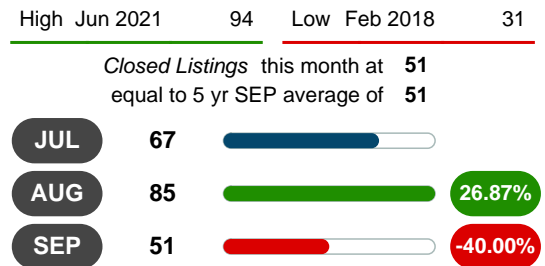 High Jun 2021 94 Low Feb 2018 31
Closed Listings this month at 51
equal to 5 yr SEP average of 51
JUL 67
AUG 85 26.87%
SEP 51 -40.00%